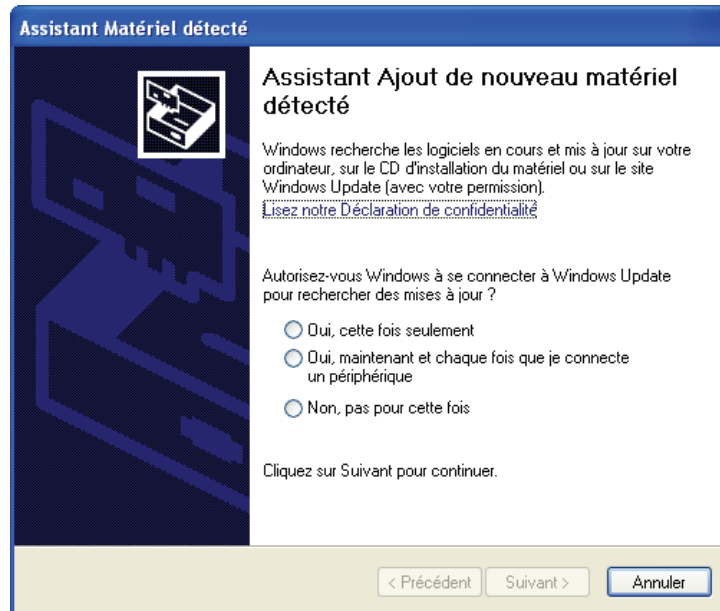 Assistant Matériel détecté
Assistant Ajout de nouveau matériel
détecté
Windows recherche les logiciels en cours et mis à jour sur votre
ordinateur, sur le CD d'installation du matériel ou sur le site
Windows Update (avec votre permission).
Lisez notre Déclaration de confidentialité
Autorisez-vous Windows à se connecter à Windows Update
pour rechercher des mises à jour ?
Oui, cette fois seulement
Oui, maintenant et chaque fois que je connecte
un périphérique
Non, pas pour cette fois
Cliquez sur Suivant pour continuer.
< Précédent Suivant > Annuler